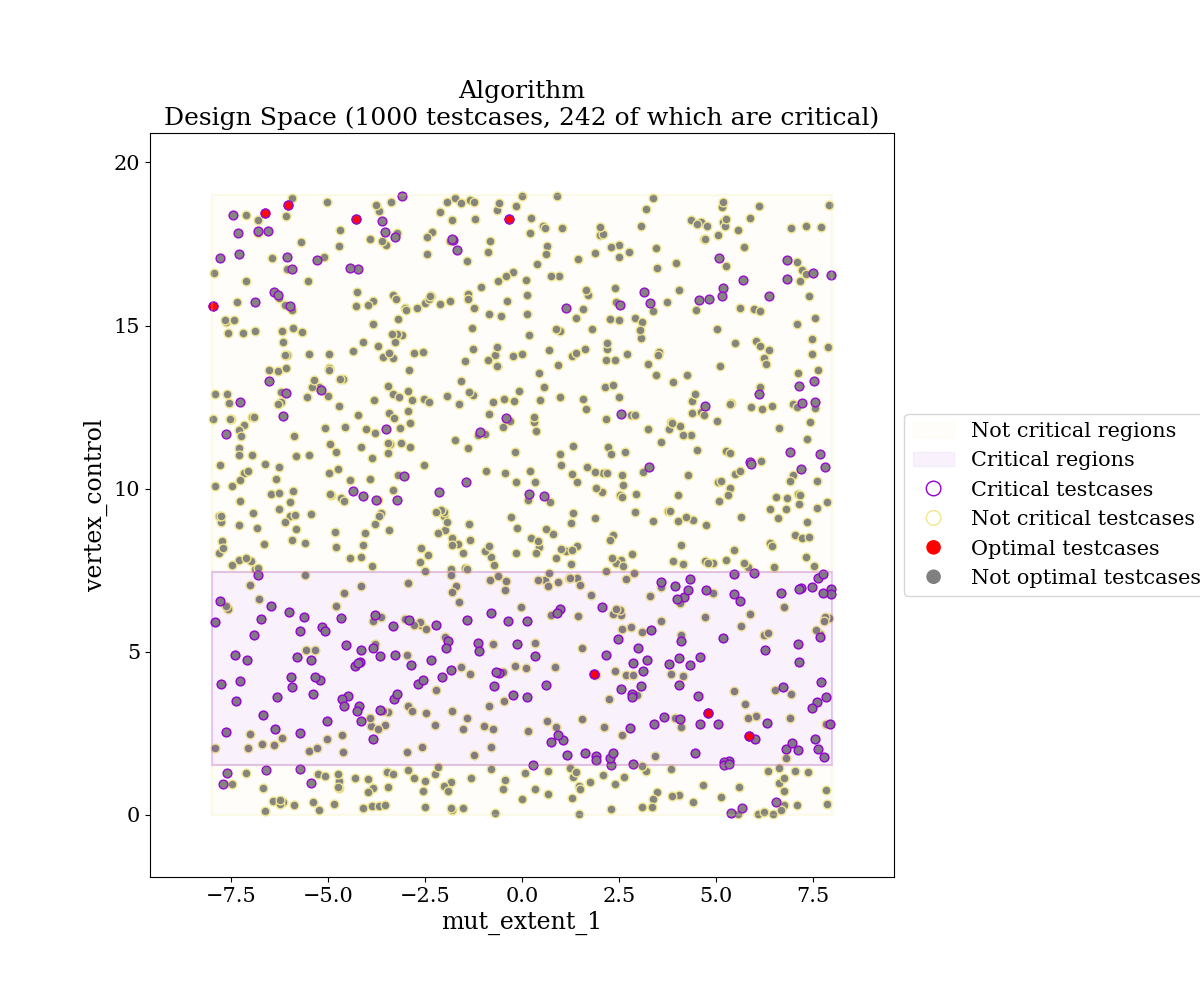 Algorithm
Design Space (1000 testcases, 242 of which are critical)
20
15
10
5
0
vertex_control
−7.5
−5.0
−2.5
0.0
2.5
5.0
7.5
mut_extent_1
Not critical regions
Critical regions
Critical testcases
Not critical testcases
Optimal testcases
Not optimal testcases